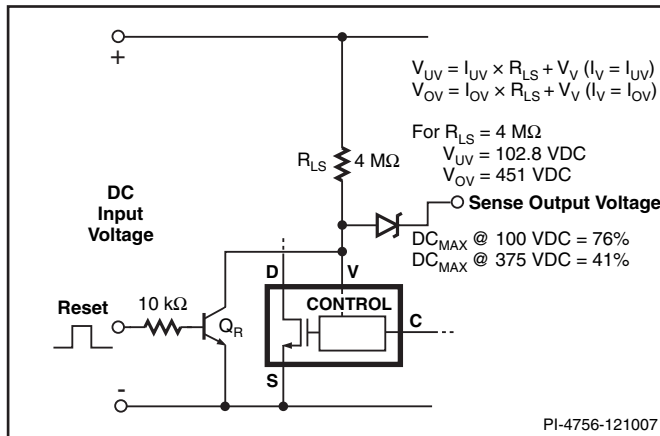 +
V_UV = I_UV × R_LS + V_V (I_V = I_UV)
V_OV = I_OV × R_LS + V_V (I_V = I_OV)
For R_LS = 4 MΩ
V_UV = 102.8 VDC
V_OV = 451 VDC
R_LS 4 MΩ
DC
Input
Voltage
Sense Output Voltage
DC_MAX @ 100 VDC = 76%
DC_MAX @ 375 VDC = 41%
D V
CONTROL
C
Reset
10 kΩ
Q_R
S
-
PI-4756-121007